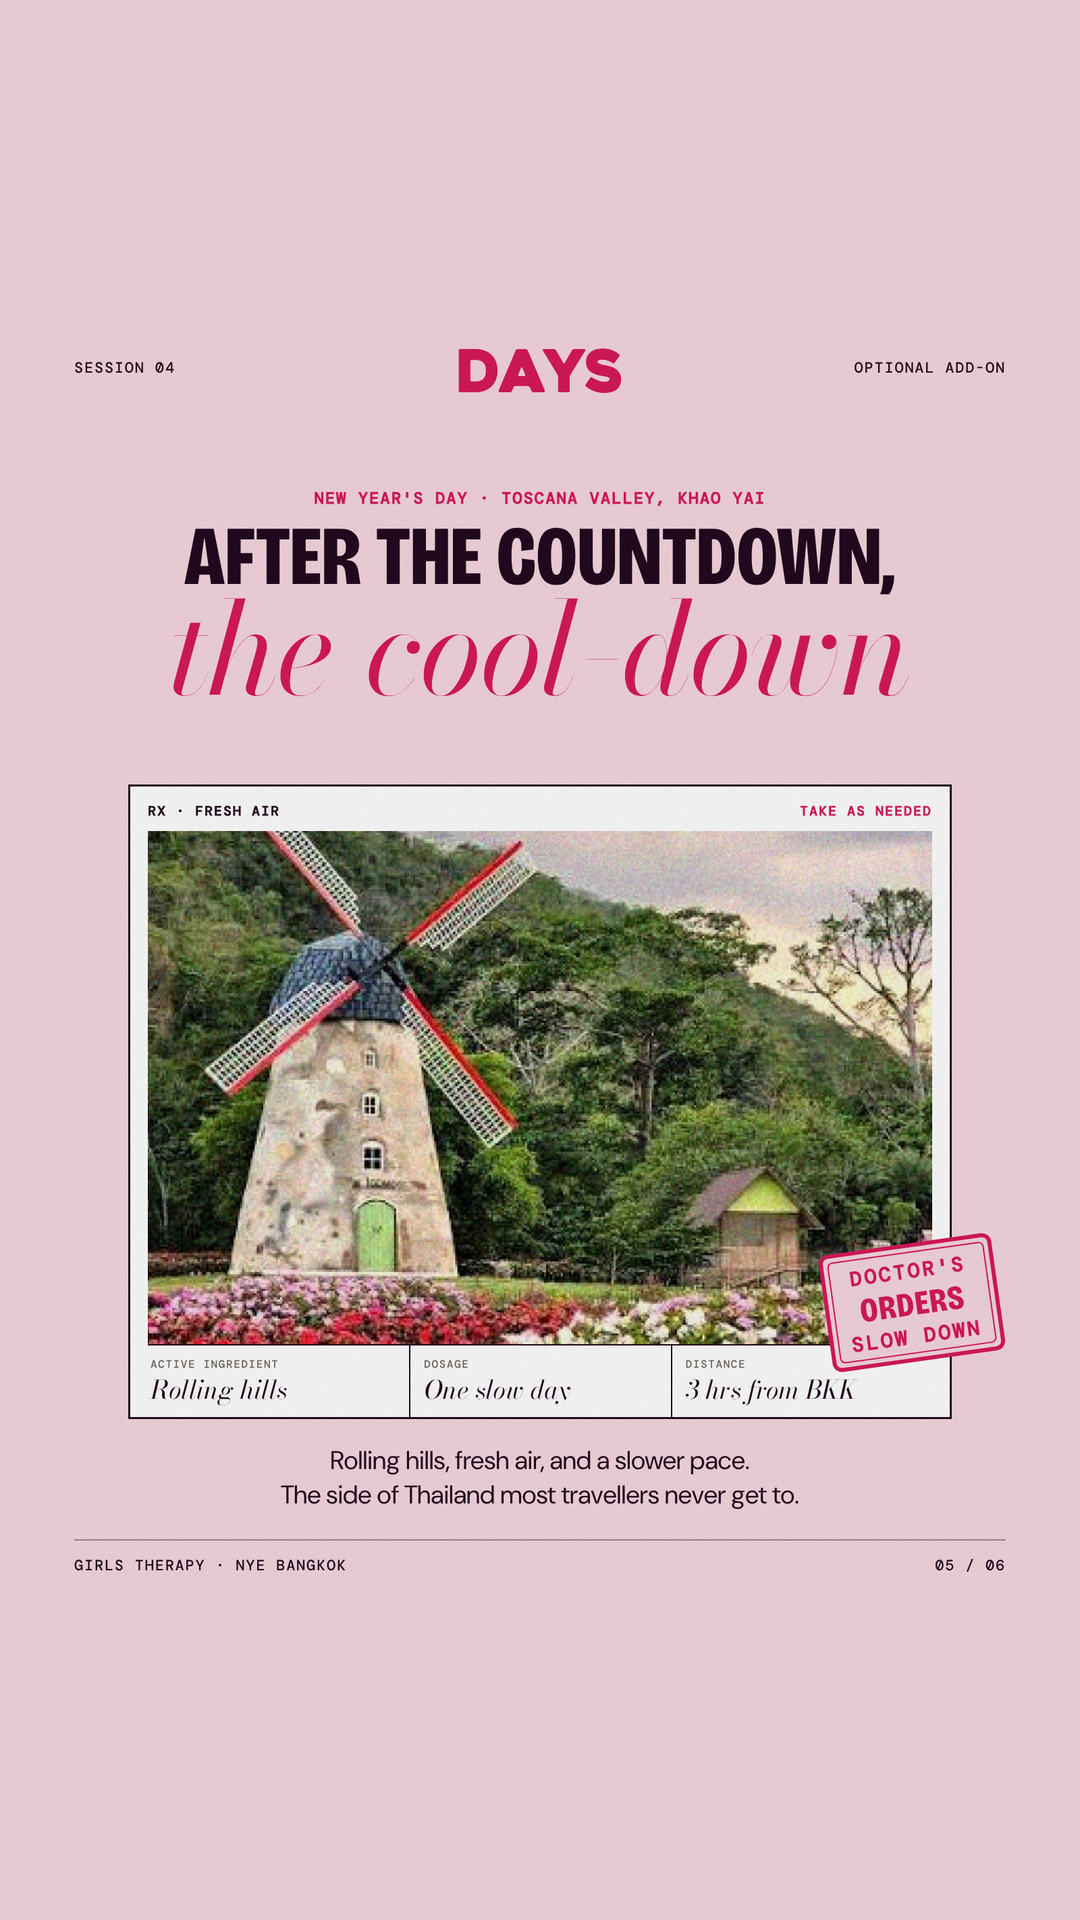 SESSION 04
DAYS
OPTIONAL ADD-ON
NEW YEAR'S DAY · TOSCANA VALLEY, KHAO YAI
AFTER THE COUNTDOWN,
the cool-down
RX · FRESH AIR
TAKE AS NEEDED
DOCTOR'S
ORDERS
SLOW DOWN
ACTIVE INGREDIENT
Rolling hills
DOSAGE
One slow day
DISTANCE
3 hrs from BKK
Rolling hills, fresh air, and a slower pace.
The side of Thailand most travellers never get to.
GIRLS THERAPY · NYE BANGKOK
05 / 06